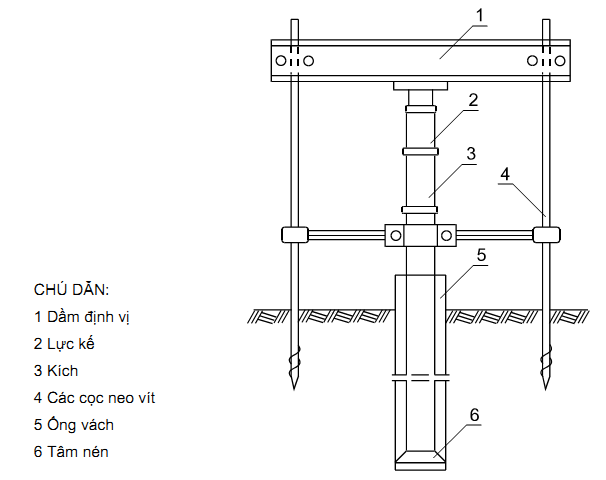 1
2
3
4
5
6
CHÚ DẪN:
1 Dầm định vị
2 Lực kế
3 Kích
4 Các cọc neo vít
5 Ống vách
6 Tâm nén